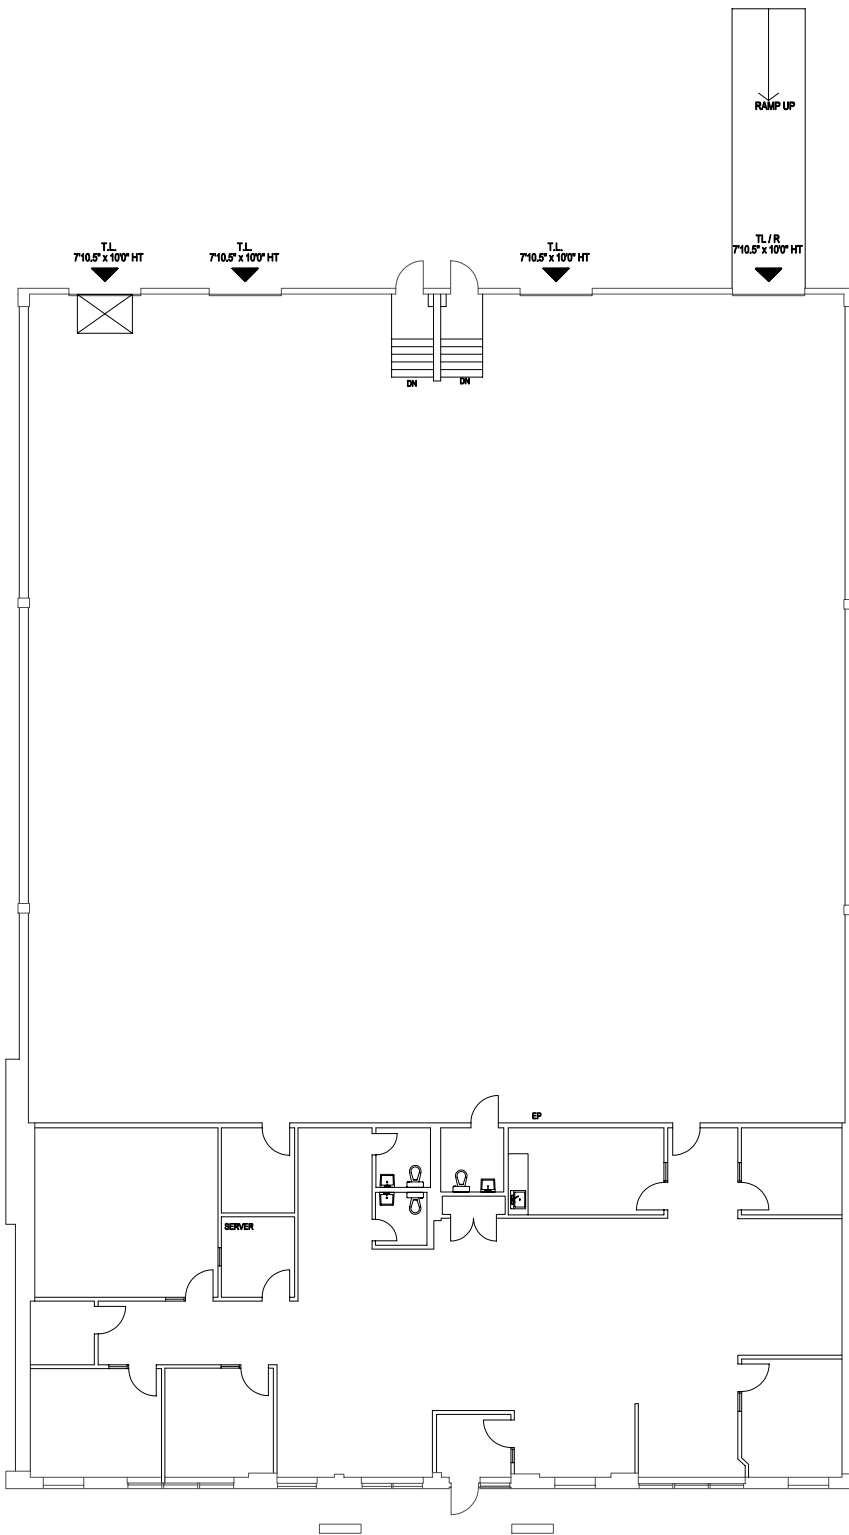 RAMP UP
T.L.
7'10.5" x 10'0" HT
T.L.
7'10.5" x 10'0" HT
T.L.
7'10.5" x 10'0" HT
TL / R
7'10.5" x 10'0" HT
DN
DN
EP
SERVER